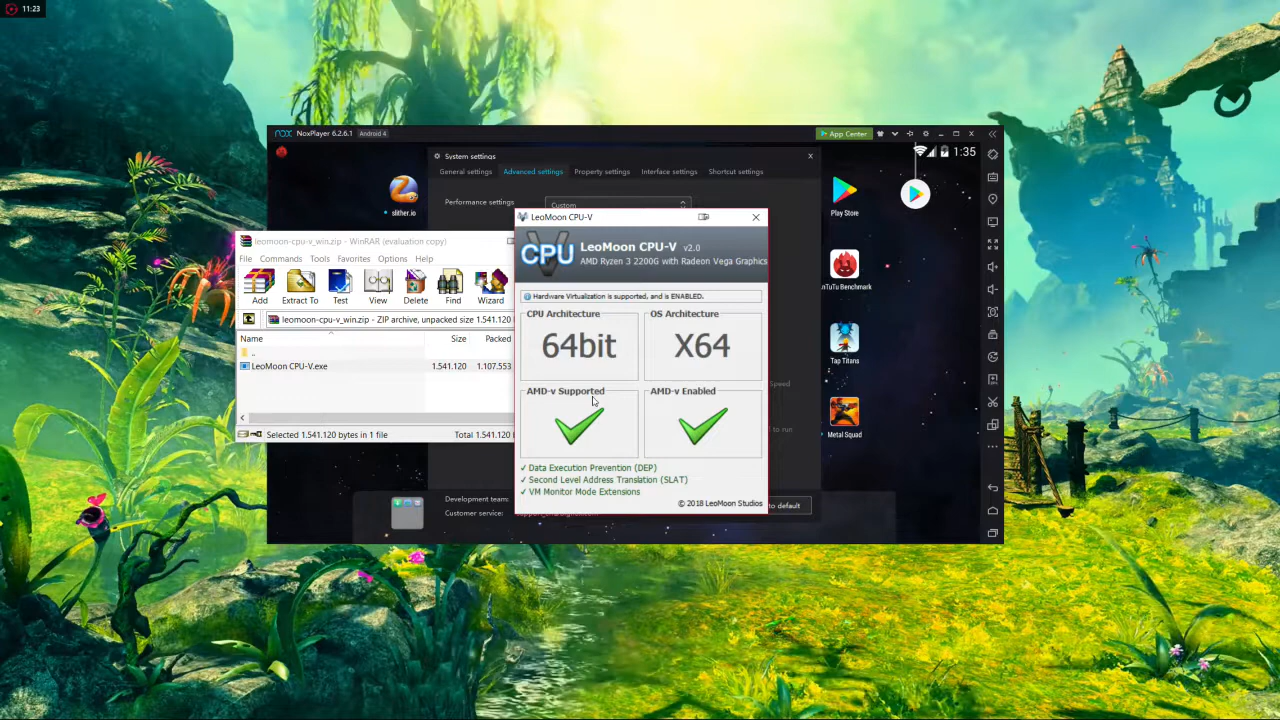 11:23
nox NoxPlayer 6.2.6.1 Android 4
App Center
1:35
System settings
General settings Advanced settings Property settings Interface settings Shortcut settings
Performance settings Custom
slither.io
Play Store
AnTuTu Benchmark
Tap Titans
Metal Squad
Speed
to run
Development team:
Customer service:
to default
leomoon-cpu-v_win.zip - WinRAR (evaluation copy)
File Commands Tools Favorites Options Help
Add Extract To Test View Delete Find Wizard
leomoon-cpu-v_win.zip - ZIP archive, unpacked size 1.541.120
Name Size Packed
..
LeoMoon CPU-V.exe 1.541.120 1.107.553
Selected 1.541.120 bytes in 1 file Total 1.541.120
LeoMoon CPU-V
CPU
LeoMoon CPU-V v2.0
AMD Ryzen 3 2200G with Radeon Vega Graphics
Hardware Virtualization is supported, and is ENABLED.
CPU Architecture OS Architecture
64bit X64
AMD-v Supported AMD-v Enabled
✓ Data Execution Prevention (DEP)
✓ Second Level Address Translation (SLAT)
✓ VM Monitor Mode Extensions
© 2018 LeoMoon Studios